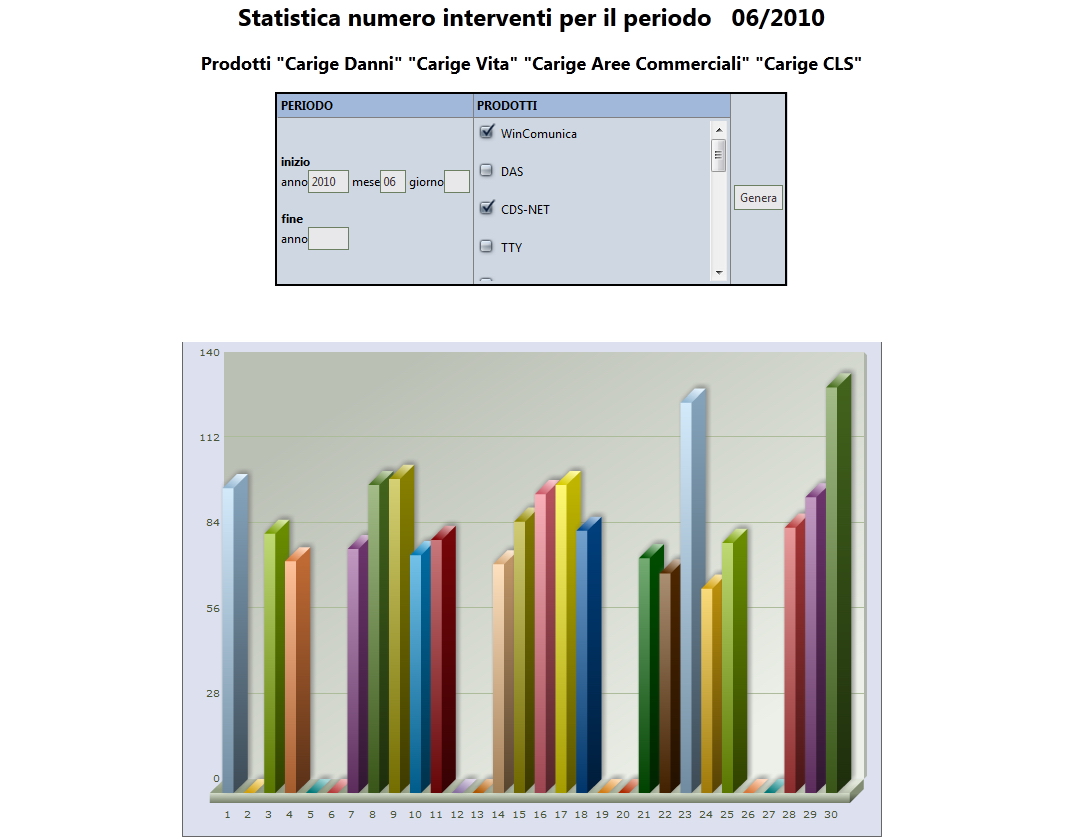 Statistica numero interventi per il periodo 06/2010
Prodotti "Carige Danni" "Carige Vita" "Carige Aree Commerciali" "Carige CLS"
PERIODO PRODOTTI
WinComunica
inizio
DAS
anno 2010 mese 06 giorno
Genera
CDS-NET
fine
anno
TTY
140
112
84
56
28
0
1 2 3 4 5 6 7 8 9 10 11 12 13 14 15 16 17 18 19 20 21 22 23 24 25 26 27 28 29 30